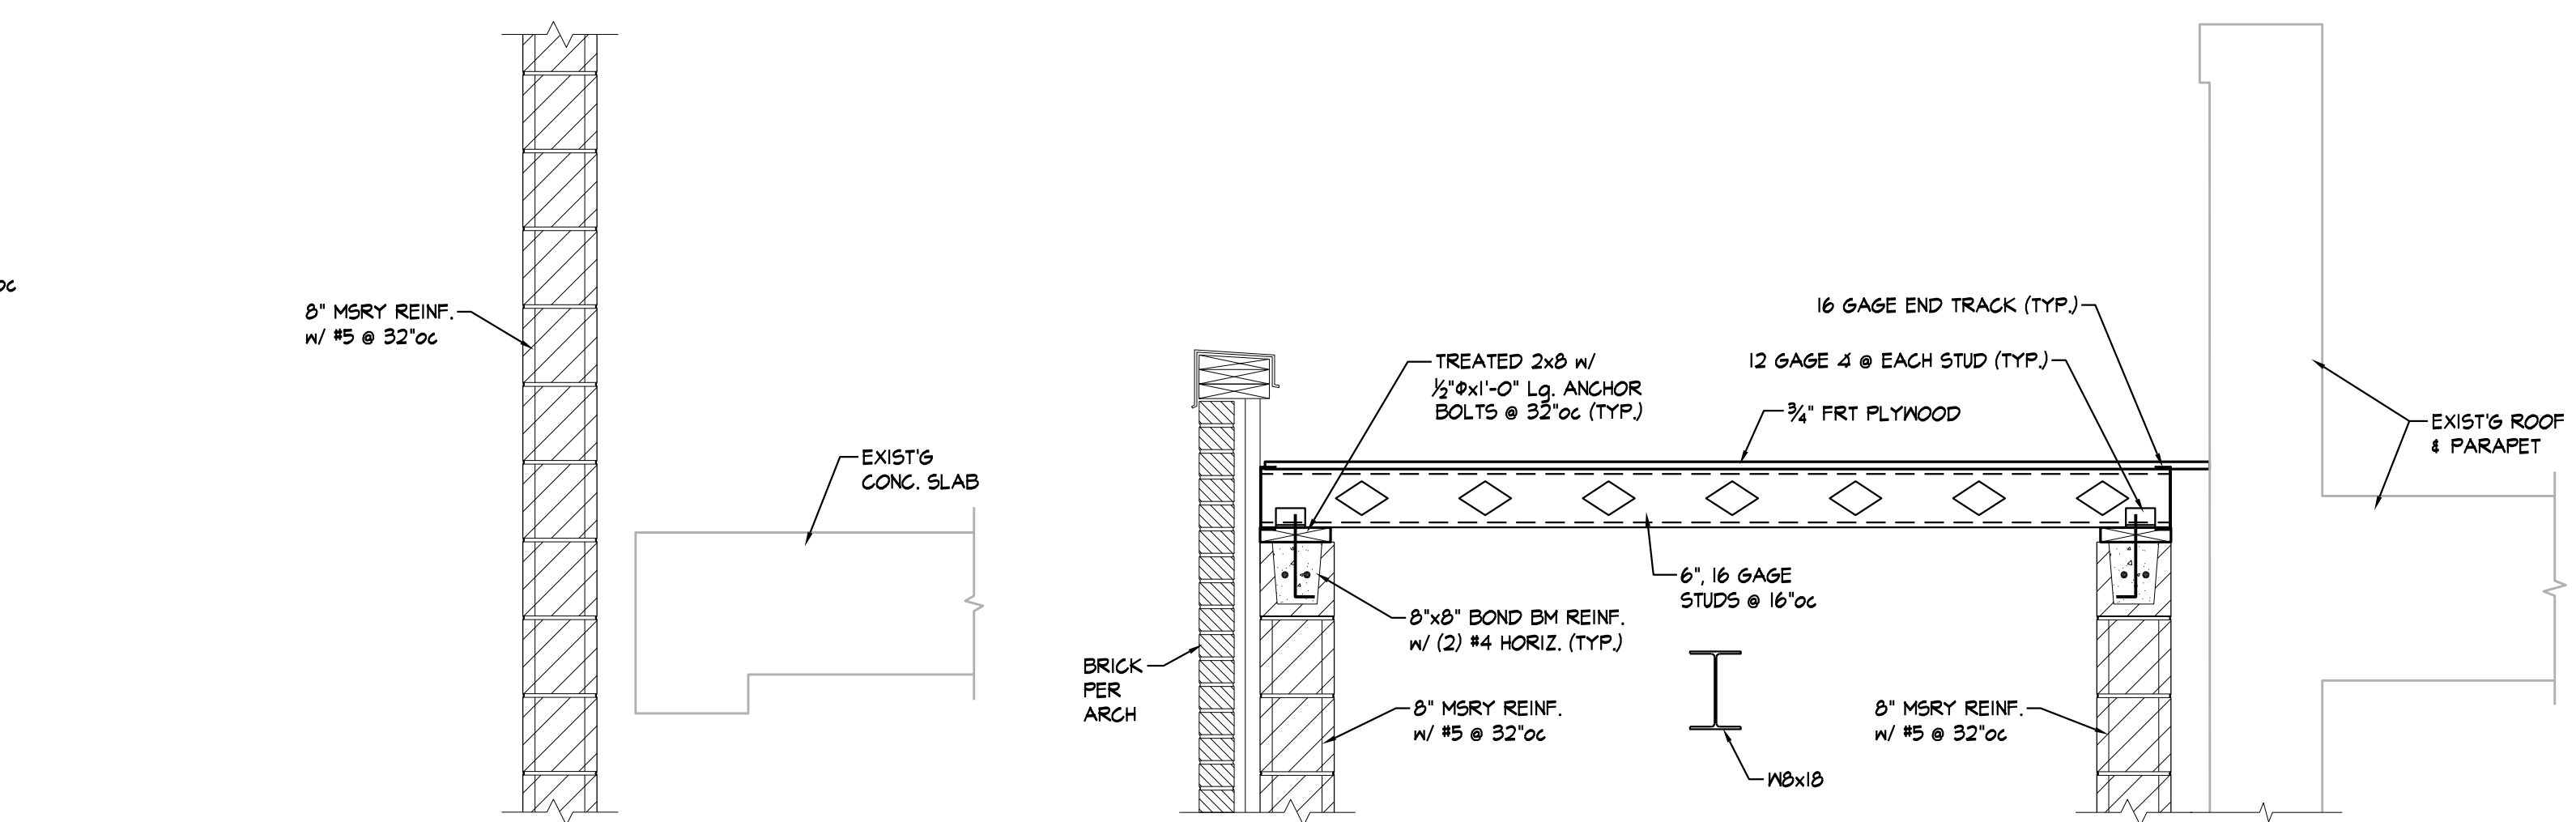 oc
8" MSRY REINF.
w/ #5 @ 32"oc
EXIST'G
CONC. SLAB
BRICK
PER
ARCH
TREATED 2x8 w/
½"Φx1'-0" Lg. ANCHOR
BOLTS @ 32"oc (TYP.)
16 GAGE END TRACK (TYP.)
12 GAGE ∠ @ EACH STUD (TYP.)
¾" FRT PLYWOOD
EXIST'G ROOF
& PARAPET
6", 16 GAGE
STUDS @ 16"oc
8"x8" BOND BM REINF.
w/ (2) #4 HORIZ. (TYP.)
8" MSRY REINF.
w/ #5 @ 32"oc
W8x18
8" MSRY REINF.
w/ #5 @ 32"oc